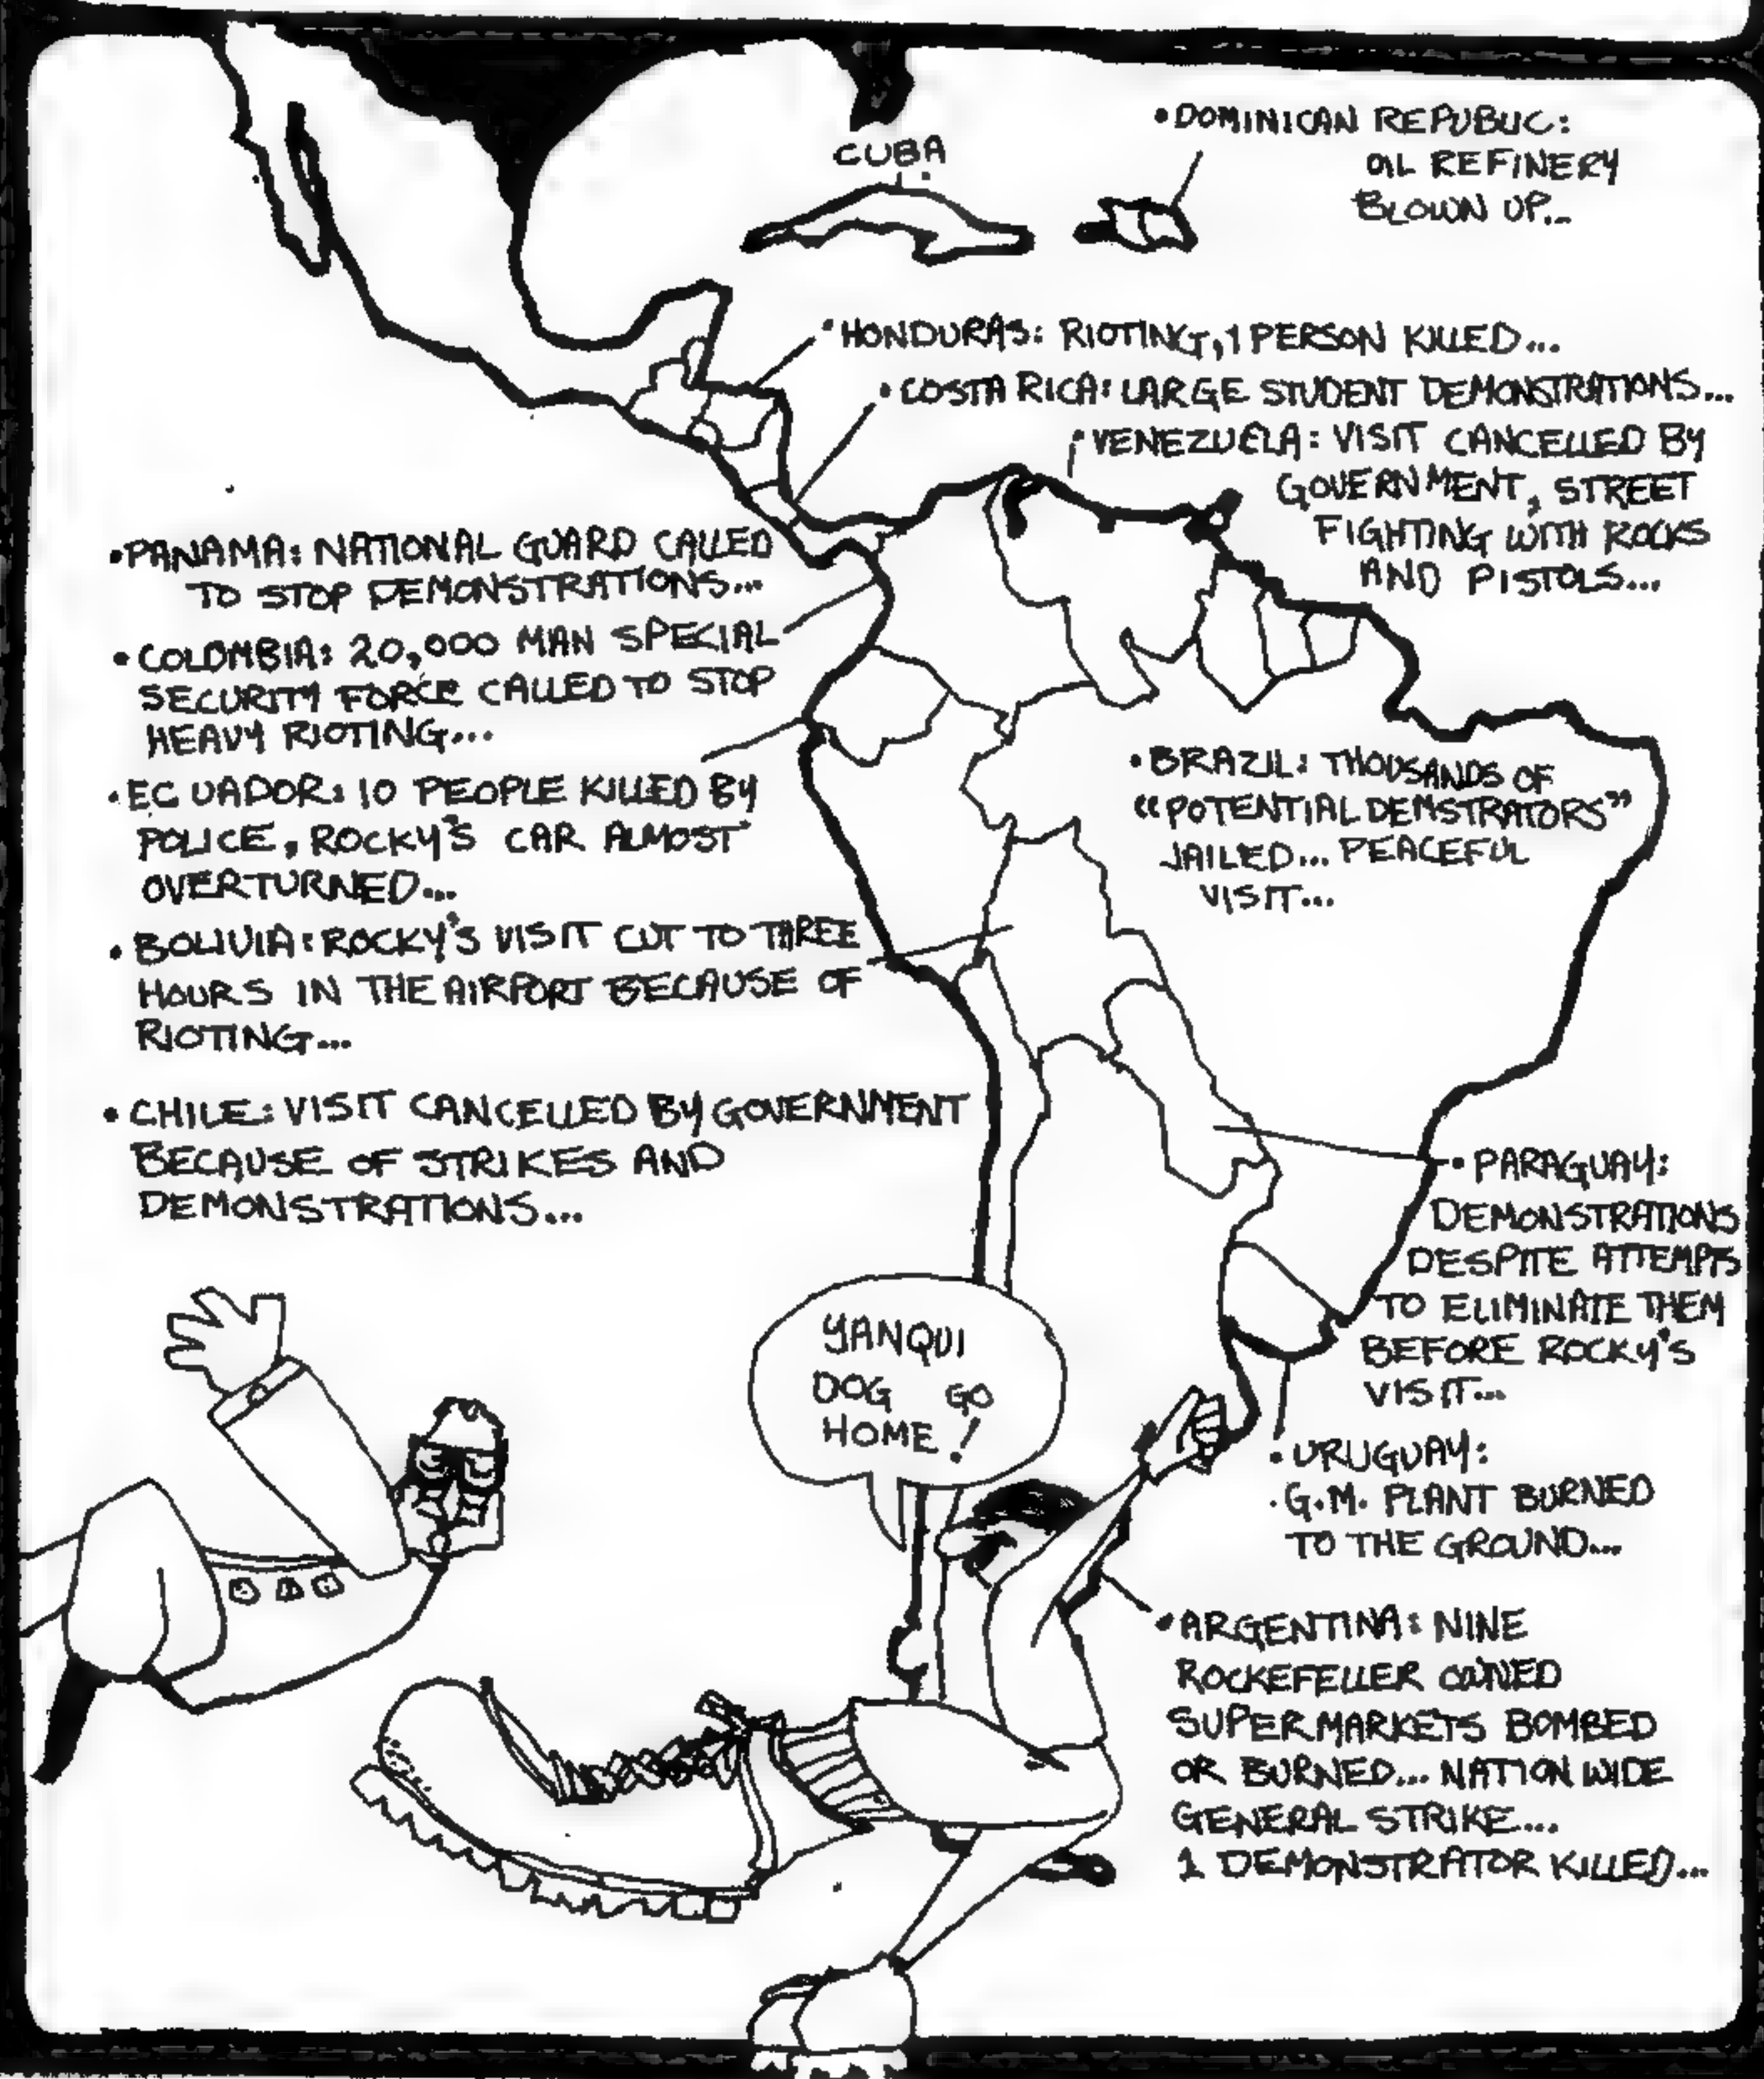 CUBA
•DOMINICAN REPUBLIC:
OIL REFINERY
BLOWN UP...
•HONDURAS: RIOTING, 1 PERSON KILLED...
•COSTA RICA: LARGE STUDENT DEMONSTRATIONS...
•VENEZUELA: VISIT CANCELLED BY
GOVERNMENT, STREET
FIGHTING WITH ROCKS
AND PISTOLS...
•PANAMA: NATIONAL GUARD CALLED
TO STOP DEMONSTRATIONS...
•COLOMBIA: 20,000 MAN SPECIAL
SECURITY FORCE CALLED TO STOP
HEAVY RIOTING...
•ECUADOR: 10 PEOPLE KILLED BY
POLICE, ROCKY'S CAR ALMOST
OVERTURNED...
•BRAZIL: THOUSANDS OF
"POTENTIAL DEMSTRATORS"
JAILED... PEACEFUL
VISIT...
•BOLIVIA: ROCKY'S VISIT CUT TO THREE
HOURS IN THE AIRPORT BECAUSE OF
RIOTING...
•CHILE: VISIT CANCELLED BY GOVERNMENT
BECAUSE OF STRIKES AND
DEMONSTRATIONS...
•PARAGUAY:
DEMONSTRATIONS
DESPITE ATTEMPTS
TO ELIMINATE THEM
BEFORE ROCKY'S
VISIT...
YANQUI
DOG GO
HOME!
•URUGUAY:
G.M. PLANT BURNED
TO THE GROUND...
•ARGENTINA: NINE
ROCKEFELLER OWNED
SUPERMARKETS BOMBED
OR BURNED... NATION WIDE
GENERAL STRIKE....
1 DEMONSTRATOR KILLED...